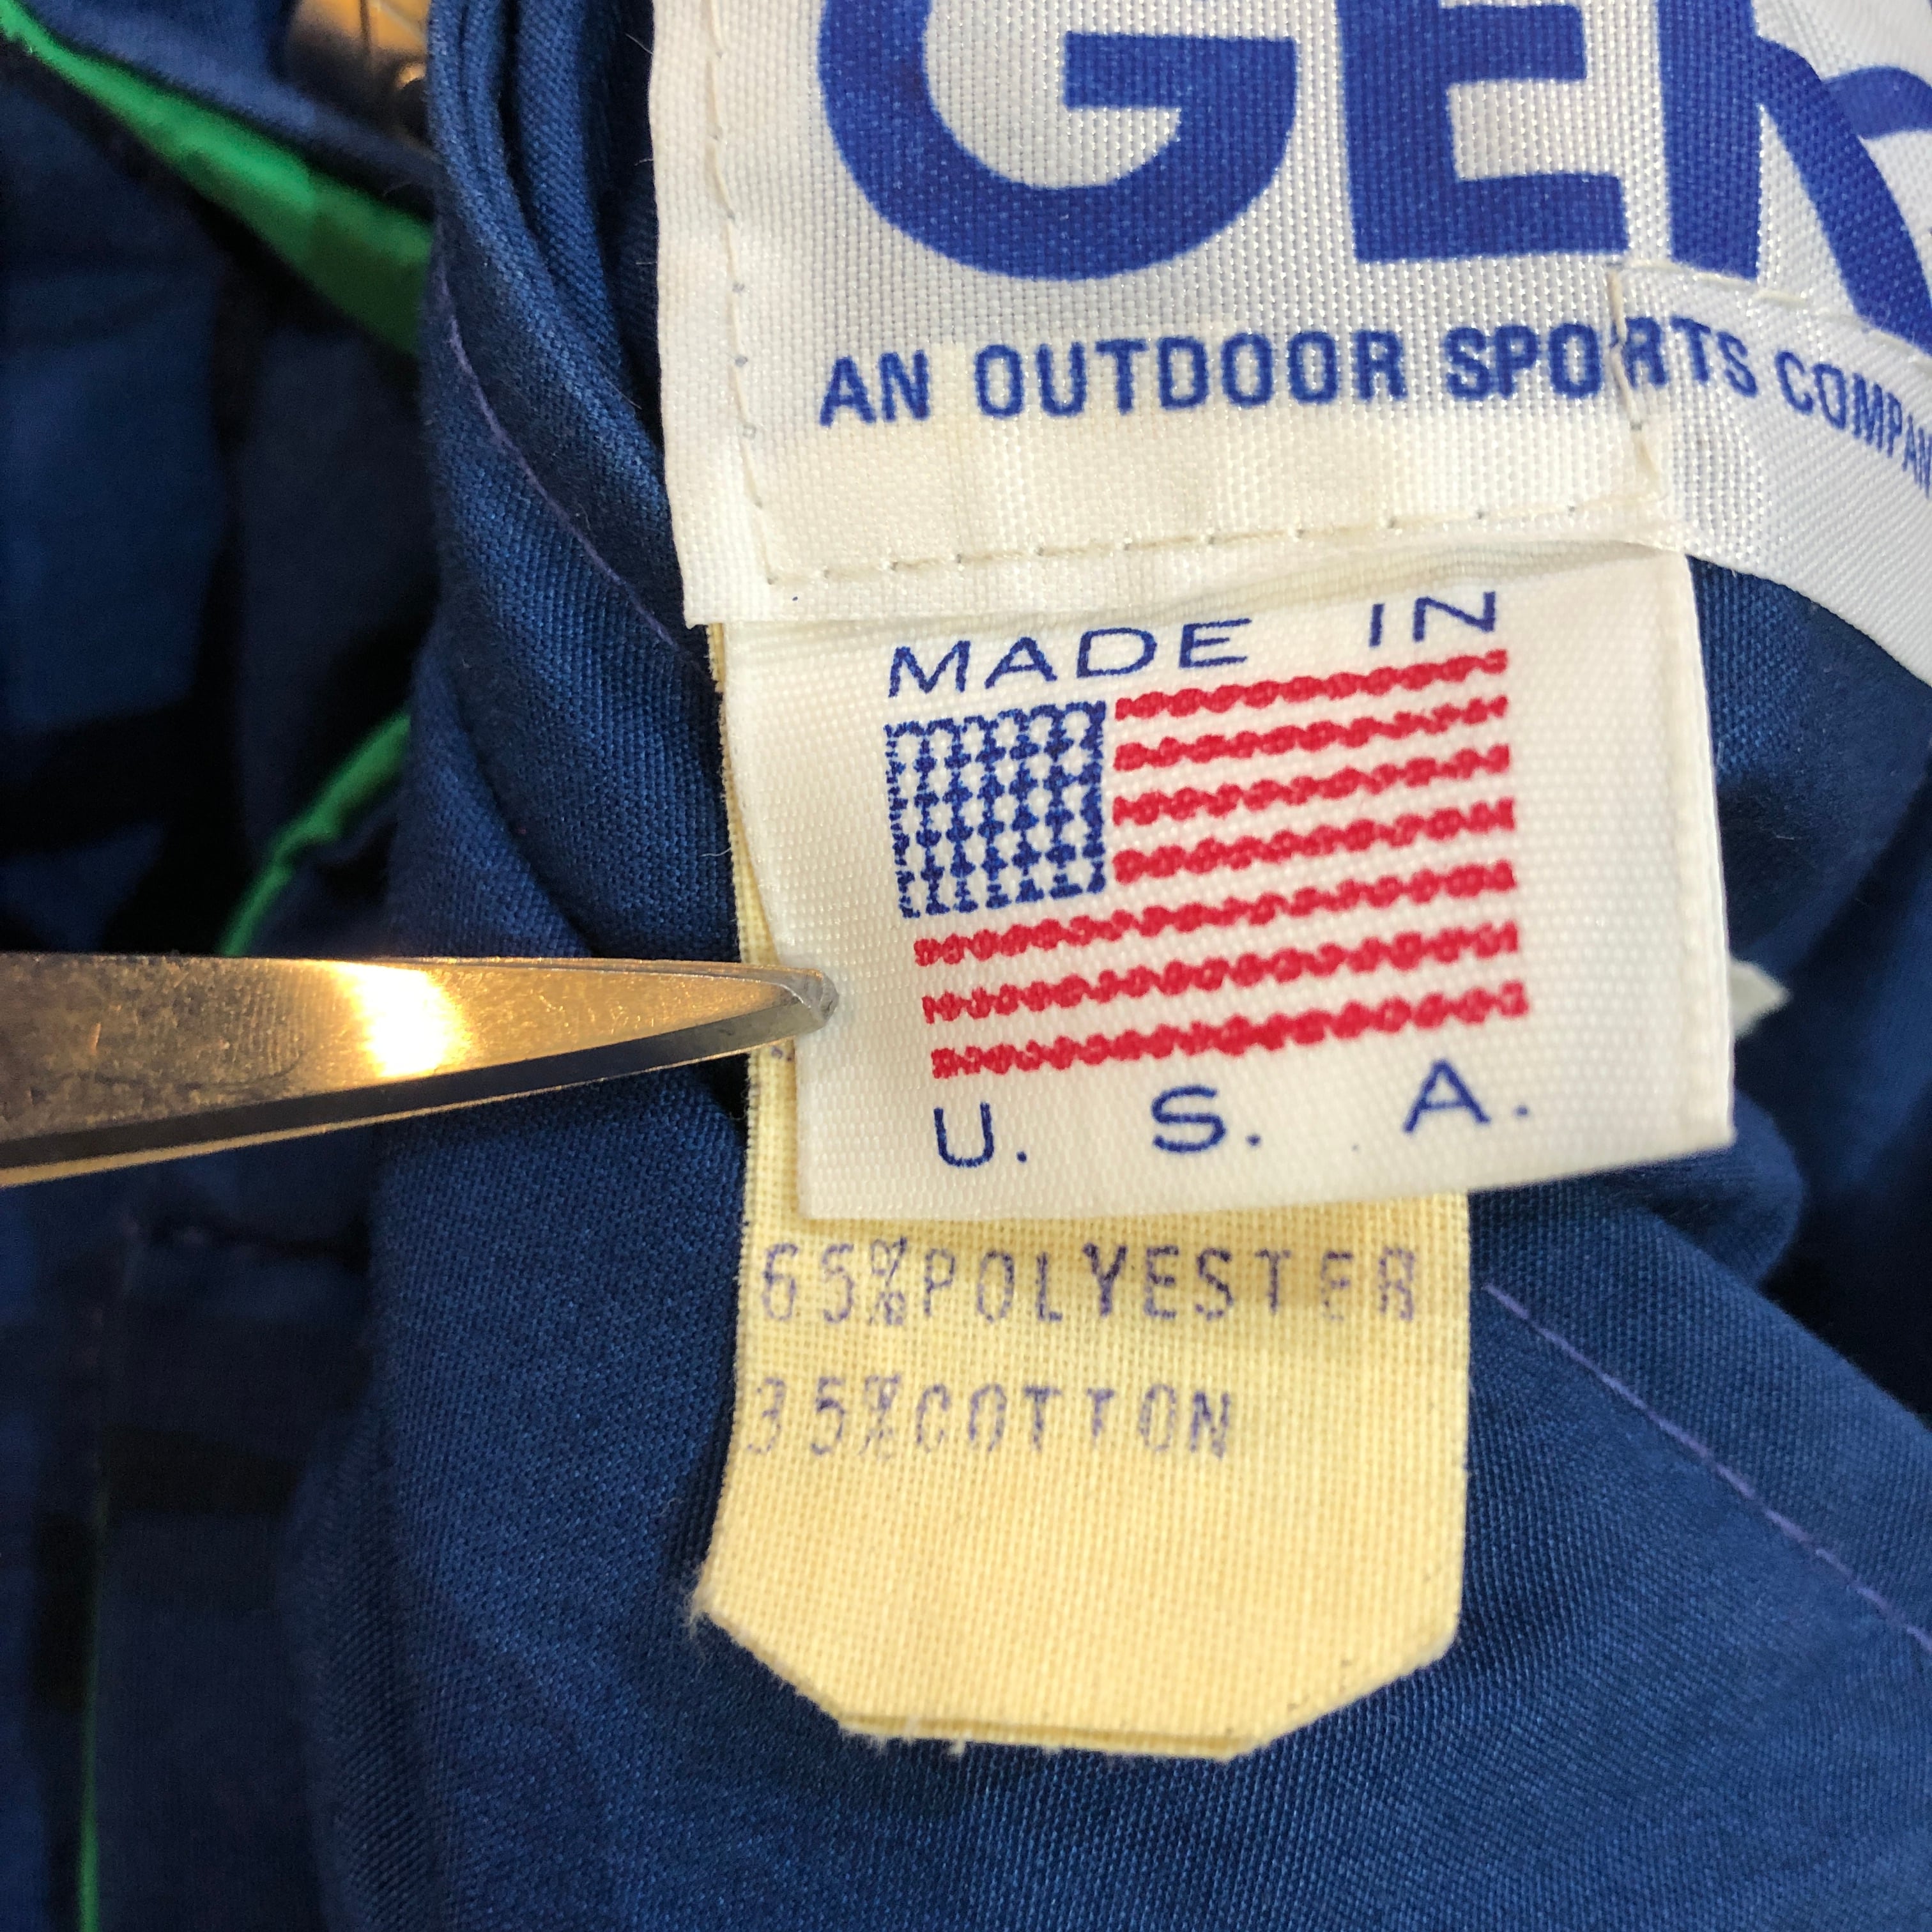 GER
AN OUTDOOR SPORTS COMPAN
MADE IN
U. S. A.
65%POLYESTER
35%COTTON